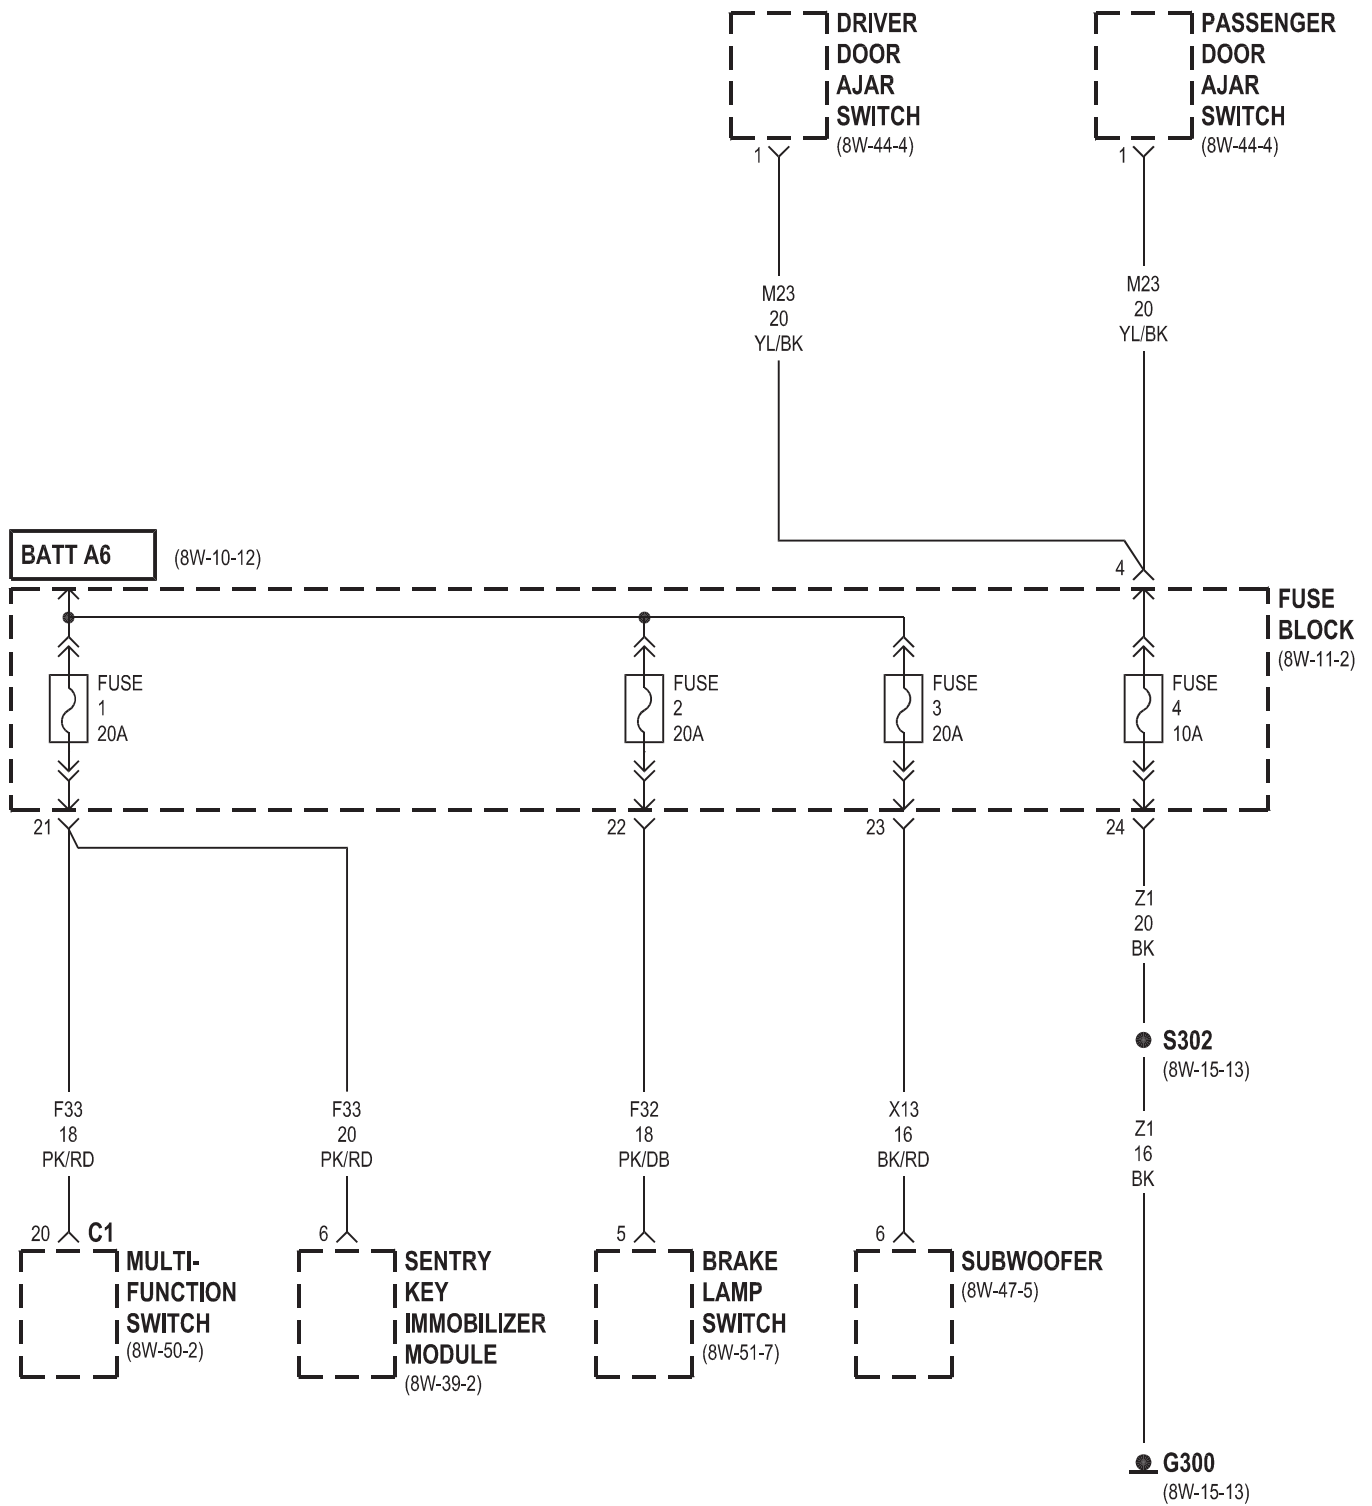 DRIVER
DOOR
AJAR
SWITCH
(8W-44-4)
1
PASSENGER
DOOR
AJAR
SWITCH
(8W-44-4)
1
M23
20
YL/BK
M23
20
YL/BK
BATT A6
(8W-10-12)
4
FUSE
BLOCK
(8W-11-2)
FUSE
1
20A
FUSE
2
20A
FUSE
3
20A
FUSE
4
10A
21
22
23
24
Z1
20
BK
S302
(8W-15-13)
F33
18
PK/RD
F33
20
PK/RD
F32
18
PK/DB
X13
16
BK/RD
Z1
16
BK
20
C1
6
5
6
MULTI-
FUNCTION
SWITCH
(8W-50-2)
SENTRY
KEY
IMMOBILIZER
MODULE
(8W-39-2)
BRAKE
LAMP
SWITCH
(8W-51-7)
SUBWOOFER
(8W-47-5)
G300
(8W-15-13)